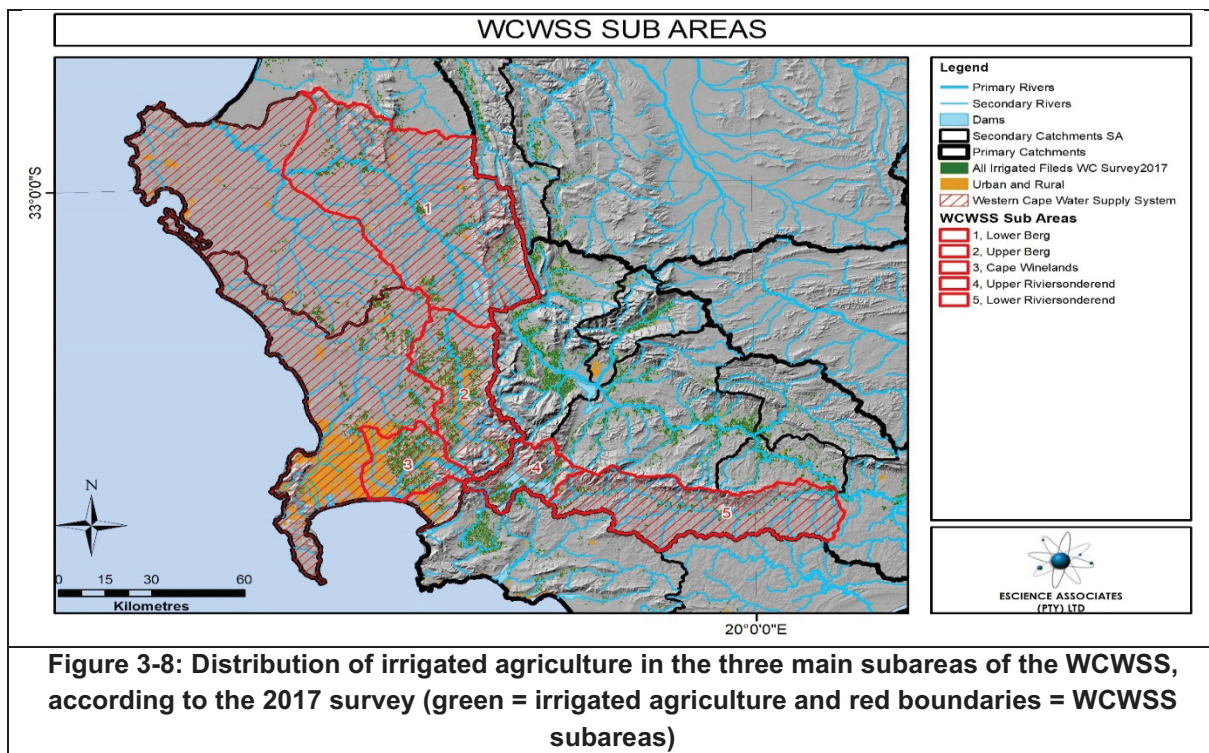 WCWSS SUB AREAS
33°0'0"S
1
2
3
4
5
N
0 15 30 60
Kilometres
20°0'0"E
Legend
Primary Rivers
Secondary Rivers
Dams
Secondary Catchments SA
Primary Catchments
All Irrigated Fileds WC Survey2017
Urban and Rural
Western Cape Water Supply System
WCWSS Sub Areas
1, Lower Berg
2, Upper Berg
3, Cape Winelands
4, Upper Riviersonderend
5, Lower Riviersonderend
ESCIENCE ASSOCIATES
(PTY) LTD
Figure 3-8: Distribution of irrigated agriculture in the three main subareas of the WCWSS,
according to the 2017 survey (green = irrigated agriculture and red boundaries = WCWSS
subareas)